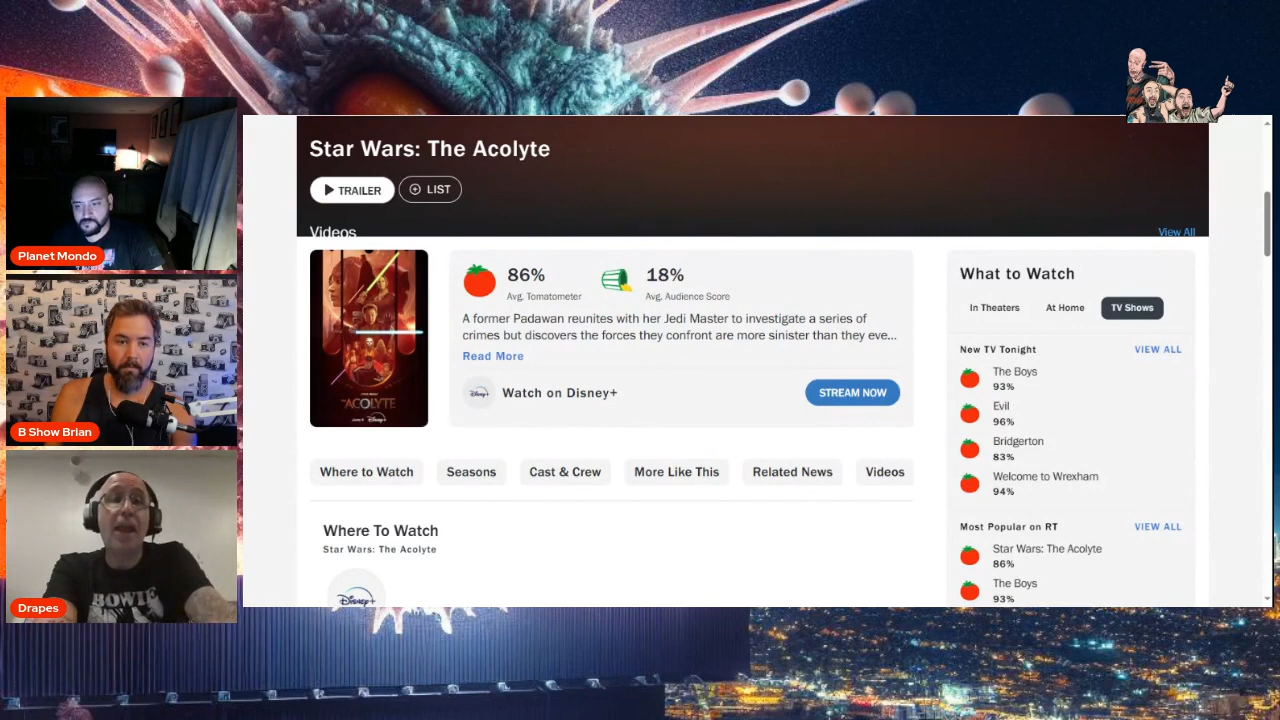 Planet Mondo
B Show Brian
BOWIE
Drapes
Star Wars: The Acolyte
TRAILER
LIST
Videos
View All
ACOLYTE
Disney+
86%
Avg. Tomatometer
18%
Avg. Audience Score
A former Padawan reunites with her Jedi Master to investigate a series of
crimes but discovers the forces they confront are more sinister than they eve...
Read More
Disney+
Watch on Disney+
STREAM NOW
Where to Watch
Seasons
Cast & Crew
More Like This
Related News
Videos
Where To Watch
Star Wars: The Acolyte
Disney+
What to Watch
In Theaters
At Home
TV Shows
New TV Tonight
VIEW ALL
The Boys
93%
Evil
96%
Bridgerton
83%
Welcome to Wrexham
94%
Most Popular on RT
VIEW ALL
Star Wars: The Acolyte
86%
The Boys
93%